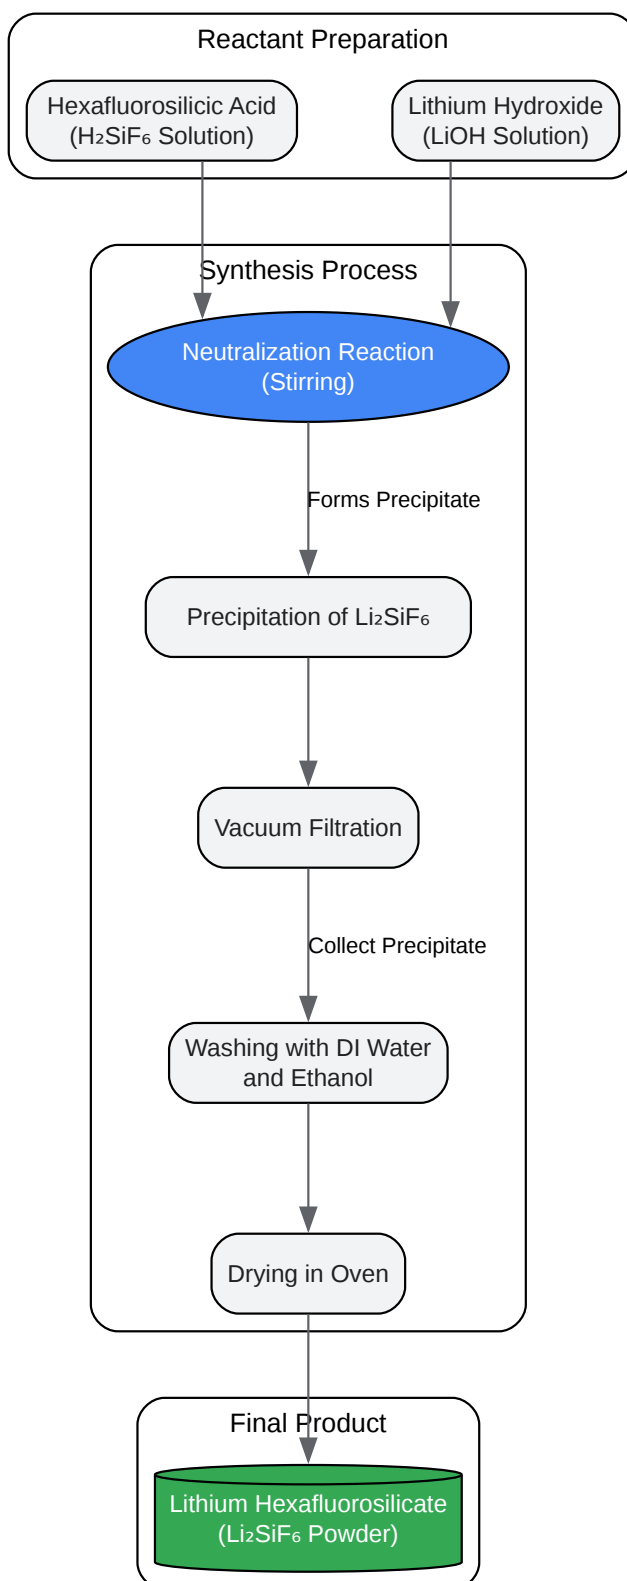 Reactant Preparation
Hexafluorosilicic Acid
(H₂SiF₆ Solution)
Lithium Hydroxide
(LiOH Solution)
Synthesis Process
Neutralization Reaction
(Stirring)
Forms Precipitate
Precipitation of Li₂SiF₆
Vacuum Filtration
Collect Precipitate
Washing with DI Water
and Ethanol
Drying in Oven
Final Product
Lithium Hexafluorosilicate
(Li₂SiF₆ Powder)